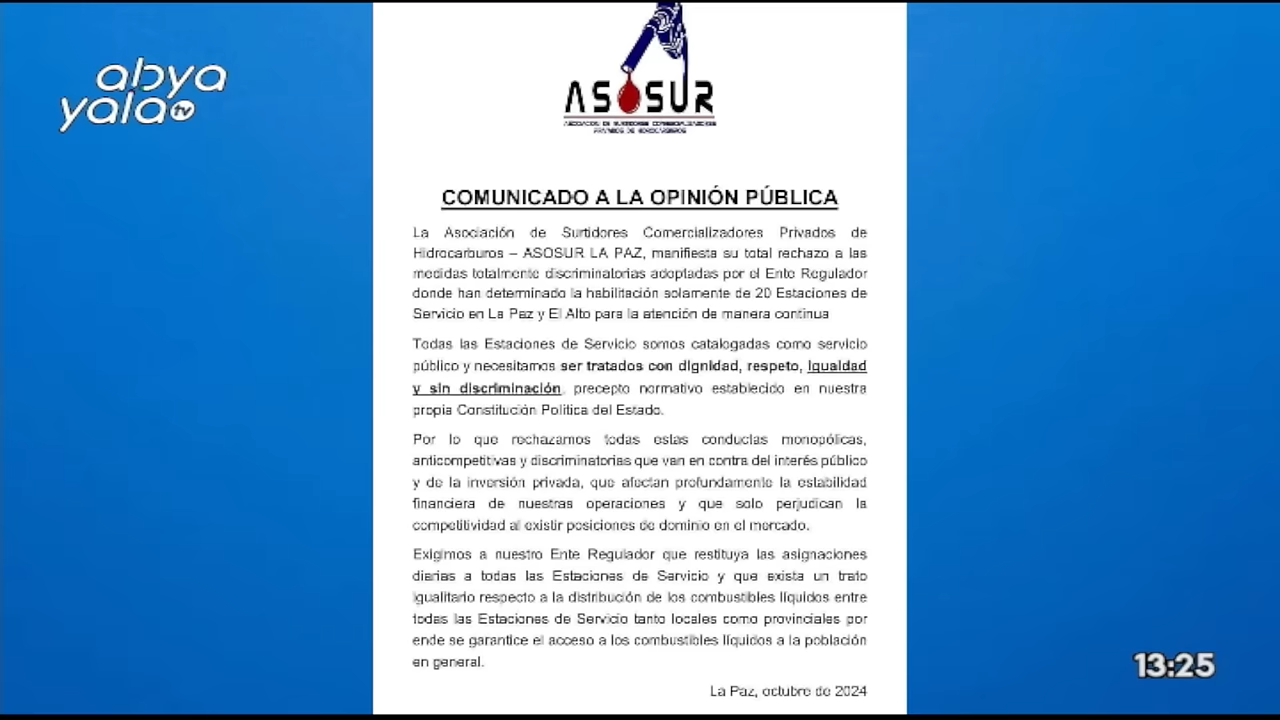 abya
yala tv
ASOSUR
ASOCIACIÓN DE SURTIDORES COMERCIALIZADORES
PRIVADOS DE HIDROCARBUROS
COMUNICADO A LA OPINIÓN PÚBLICA
La Asociación de Surtidores Comercializadores Privados de
Hidrocarburos – ASOSUR LA PAZ, manifiesta su total rechazo a las
medidas totalmente discriminatorias adoptadas por el Ente Regulador
donde han determinado la habilitación solamente de 20 Estaciones de
Servicio en La Paz y El Alto para la atención de manera continua
Todas las Estaciones de Servicio somos catalogadas como servicio
público y necesitamos ser tratados con dignidad, respeto, igualdad
y sin discriminación, precepto normativo establecido en nuestra
propia Constitución Política del Estado.
Por lo que rechazamos todas estas conductas monopólicas,
anticompetitivas y discriminatorias que van en contra del interés público
y de la inversión privada, que afectan profundamente la estabilidad
financiera de nuestras operaciones y que solo perjudican la
competitividad al existir posiciones de dominio en el mercado.
Exigimos a nuestro Ente Regulador que restituya las asignaciones
diarias a todas las Estaciones de Servicio y que exista un trato
igualitario respecto a la distribución de los combustibles líquidos entre
todas las Estaciones de Servicio tanto locales como provinciales por
ende se garantice el acceso a los combustibles líquidos a la población
en general.
13:25
La Paz, octubre de 2024